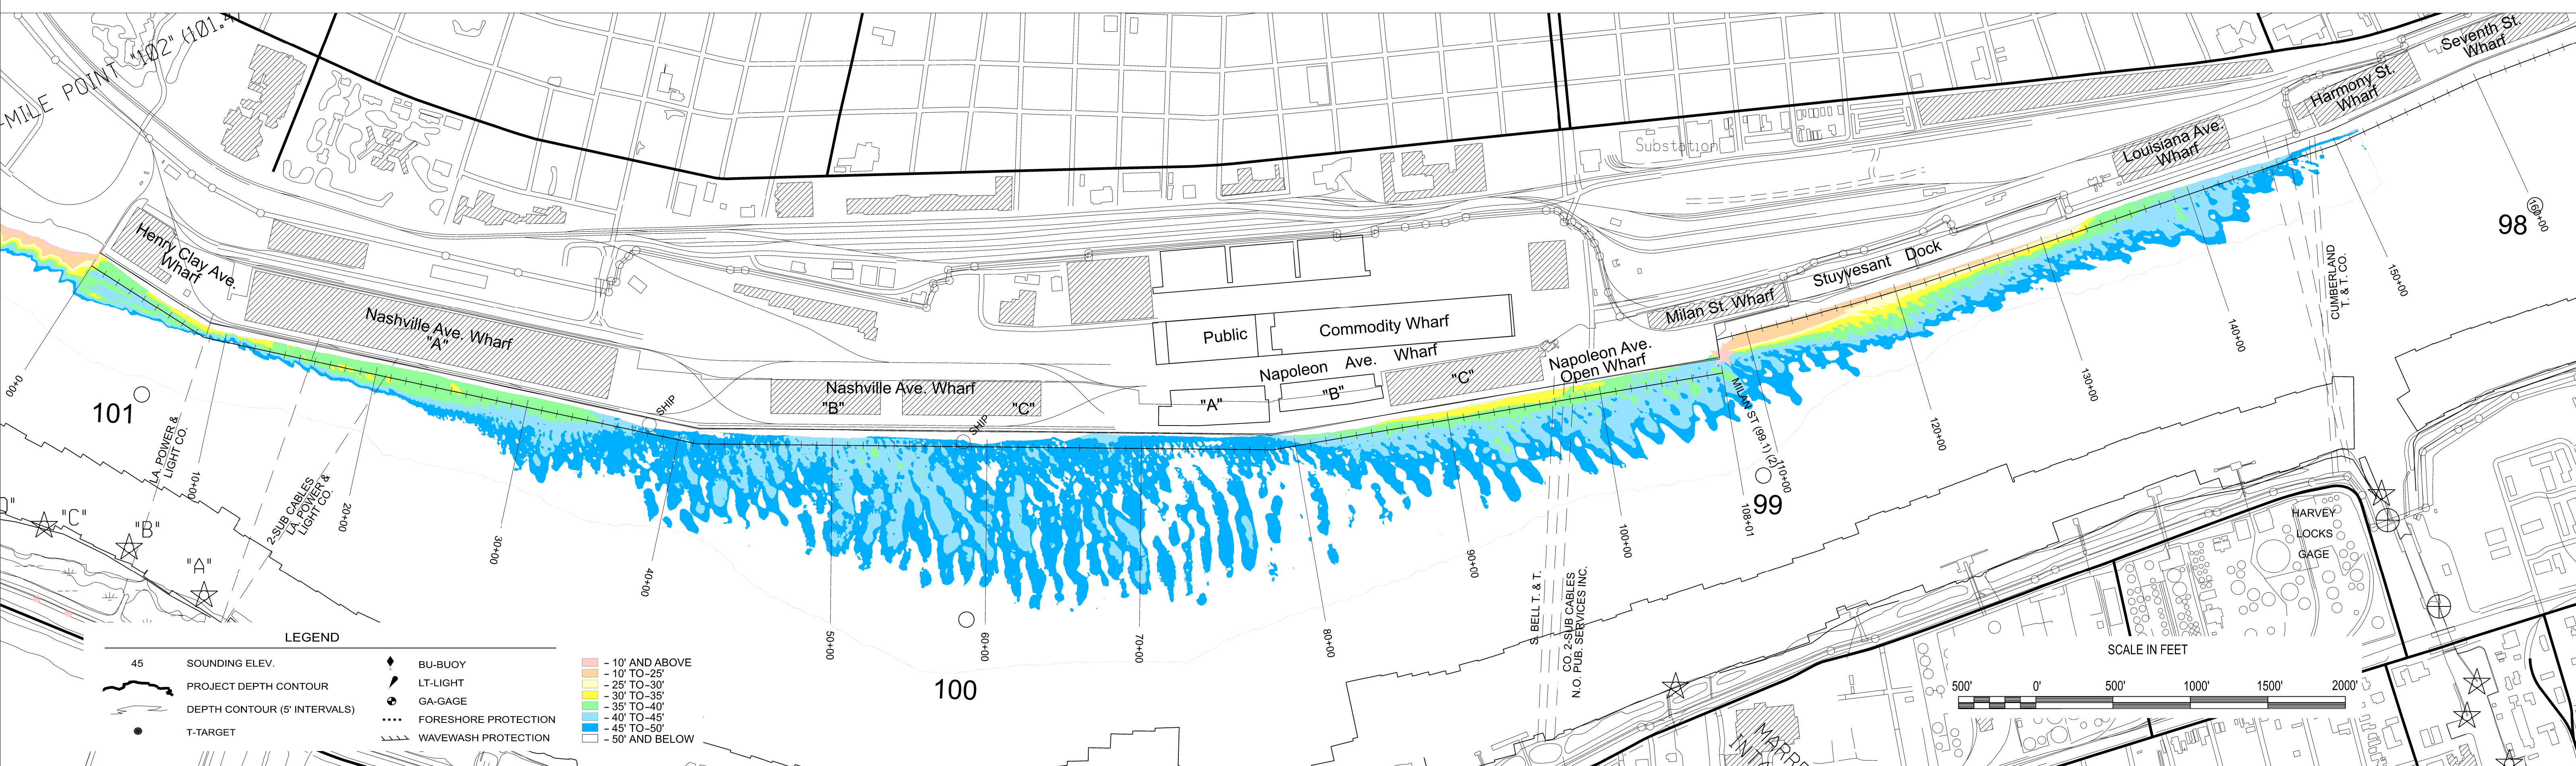 -MILE POINT "102" (101.4)
Henry Clay Ave.
Wharf
Nashville Ave. Wharf
"A"
Nashville Ave. Wharf
"B"
"C"
SHIP
SHIP
Public
Commodity Wharf
Napoleon Ave. Wharf
"A"
"B"
"C"
Napoleon Ave.
Open Wharf
Milan St. Wharf
Stuyvesant Dock
Substation
Louisiana Ave.
Wharf
Harmony St.
Wharf
Seventh St.
Wharf
0+00
10+00
20+00
30+00
40+00
50+00
60+00
70+00
80+00
90+00
100+00
108+01
110+00
120+00
130+00
140+00
150+00
160+00
101
100
99
98
MILAN ST (99.1) (2)
LA. POWER &
LIGHT CO.
2-SUB CABLES
LA. POWER &
LIGHT CO.
S. BELL T. & T.
CO. 2-SUB CABLES
N.O. PUB. SERVICES INC.
CUMBERLAND
T. & T. CO.
"C"
"B"
"A"
HARVEY
LOCKS
GAGE
LEGEND
45 SOUNDING ELEV.
PROJECT DEPTH CONTOUR
DEPTH CONTOUR (5' INTERVALS)
T-TARGET
BU-BUOY
LT-LIGHT
GA-GAGE
FORESHORE PROTECTION
WAVEWASH PROTECTION
– 10' AND ABOVE
– 10' TO–25'
– 25' TO–30'
– 30' TO–35'
– 35' TO–40'
– 40' TO–45'
– 45' TO–50'
– 50' AND BELOW
SCALE IN FEET
500' 0' 500' 1000' 1500' 2000'